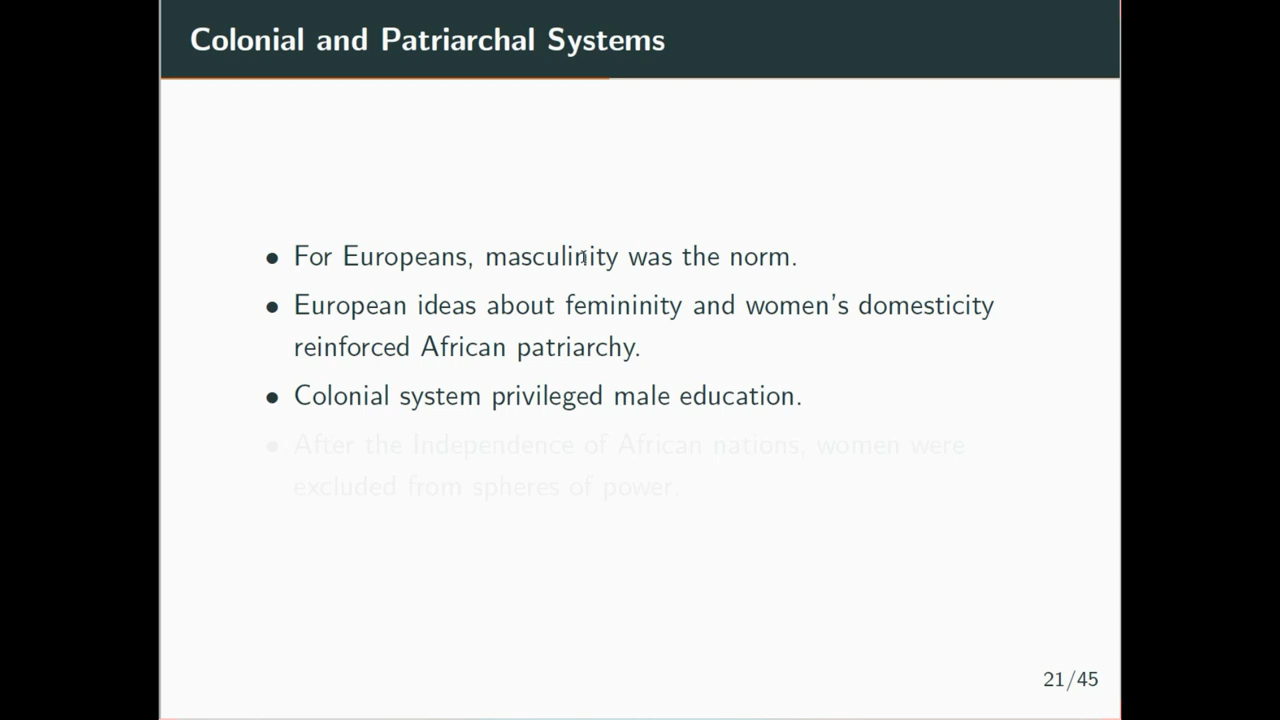 Colonial and Patriarchal Systems
• For Europeans, masculinity was the norm.
• European ideas about femininity and women's domesticity
reinforced African patriarchy.
• Colonial system privileged male education.
• After the Independence of African nations, women were
excluded from spheres of power.
21/45